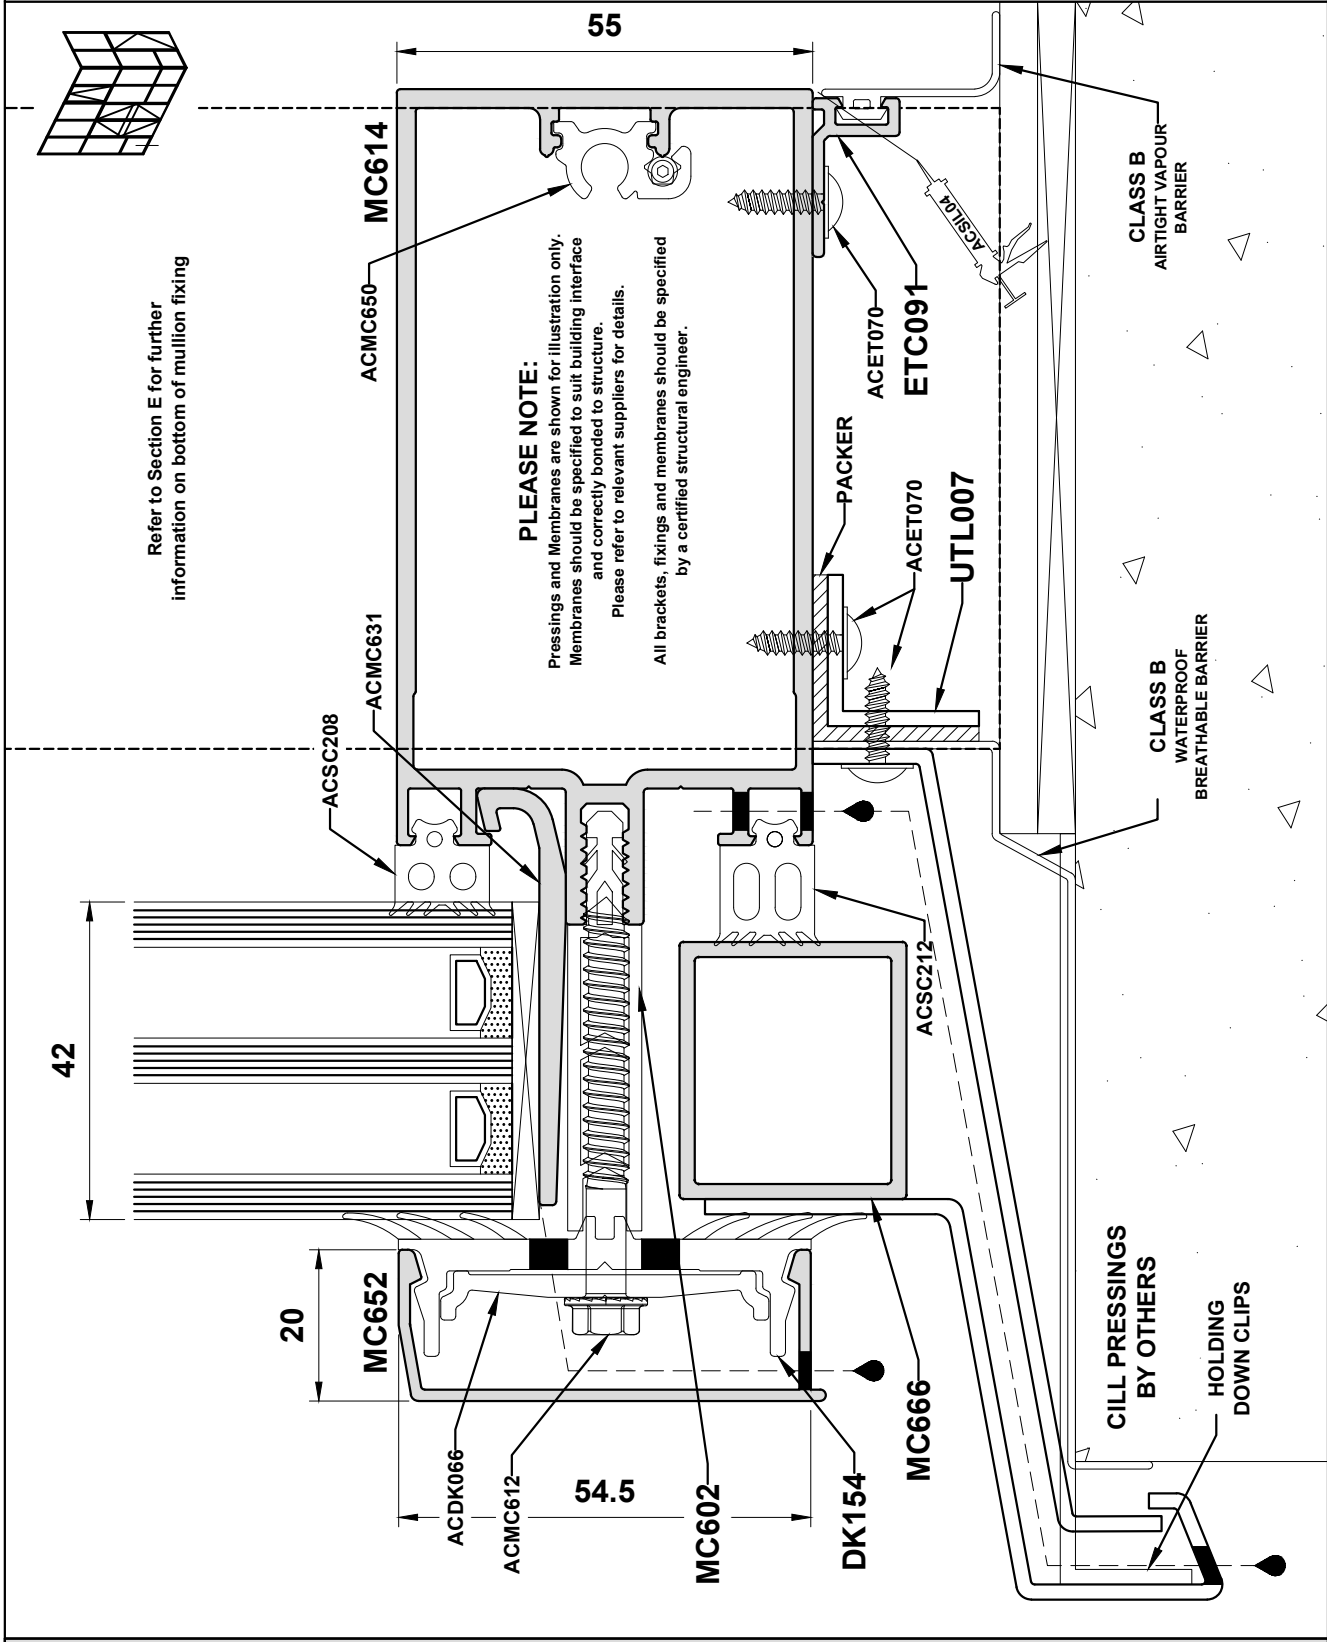 55
MC614
Refer to Section E for further
information on bottom of mullion fixing
ACMC650
PLEASE NOTE:
Pressings and Membranes are shown for illustration only.
Membranes should be specified to suit building interface
and correctly bonded to structure.
Please refer to relevant suppliers for details.
All brackets, fixings and membranes should be specified
by a certified structural engineer.
ACSIL04
CLASS B
AIRTIGHT VAPOUR
BARRIER
ACET070
ETC091
PACKER
ACET070
UTL007
ACMC631
ACSC208
CLASS B
WATERPROOF
BREATHABLE BARRIER
ACSC212
42
20
MC652
ACDK066
ACMC612
54.5
MC602
DK154
MC666
CILL PRESSINGS
BY OTHERS
HOLDING
DOWN CLIPS